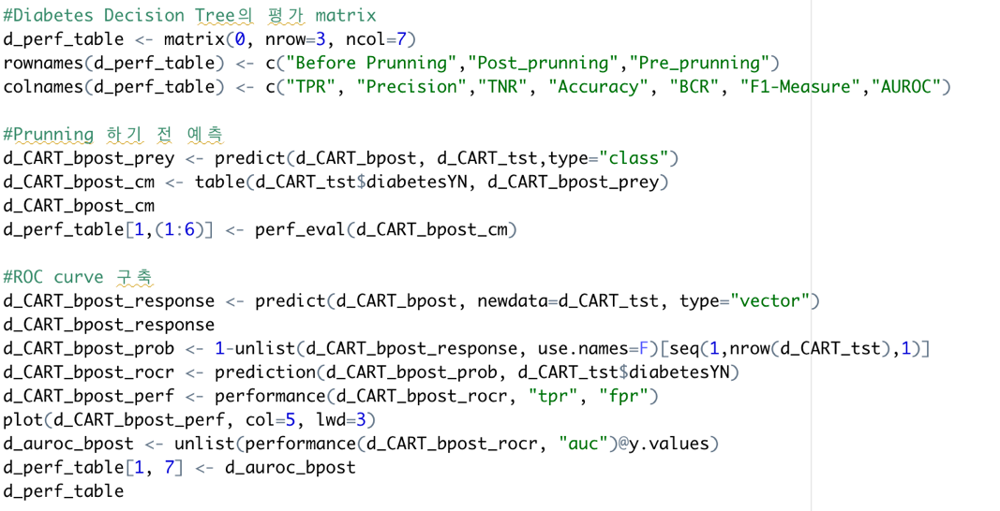 #Diabetes Decision Tree의 평가 matrix
d_perf_table <- matrix(0, nrow=3, ncol=7)
rownames(d_perf_table) <- c("Before Prunning","Post_prunning","Pre_prunning")
colnames(d_perf_table) <- c("TPR", "Precision","TNR", "Accuracy", "BCR", "F1-Measure","AUROC")
#Prunning 하기 전 예측
d_CART_bpost_prey <- predict(d_CART_bpost, d_CART_tst,type="class")
d_CART_bpost_cm <- table(d_CART_tst$diabetesYN, d_CART_bpost_prey)
d_CART_bpost_cm
d_perf_table[1,(1:6)] <- perf_eval(d_CART_bpost_cm)
#ROC curve 구축
d_CART_bpost_response <- predict(d_CART_bpost, newdata=d_CART_tst, type="vector")
d_CART_bpost_response
d_CART_bpost_prob <- 1-unlist(d_CART_bpost_response, use.names=F)[seq(1,nrow(d_CART_tst),1)]
d_CART_bpost_rocr <- prediction(d_CART_bpost_prob, d_CART_tst$diabetesYN)
d_CART_bpost_perf <- performance(d_CART_bpost_rocr, "tpr", "fpr")
plot(d_CART_bpost_perf, col=5, lwd=3)
d_auroc_bpost <- unlist(performance(d_CART_bpost_rocr, "auc")@y.values)
d_perf_table[1, 7] <- d_auroc_bpost
d_perf_table